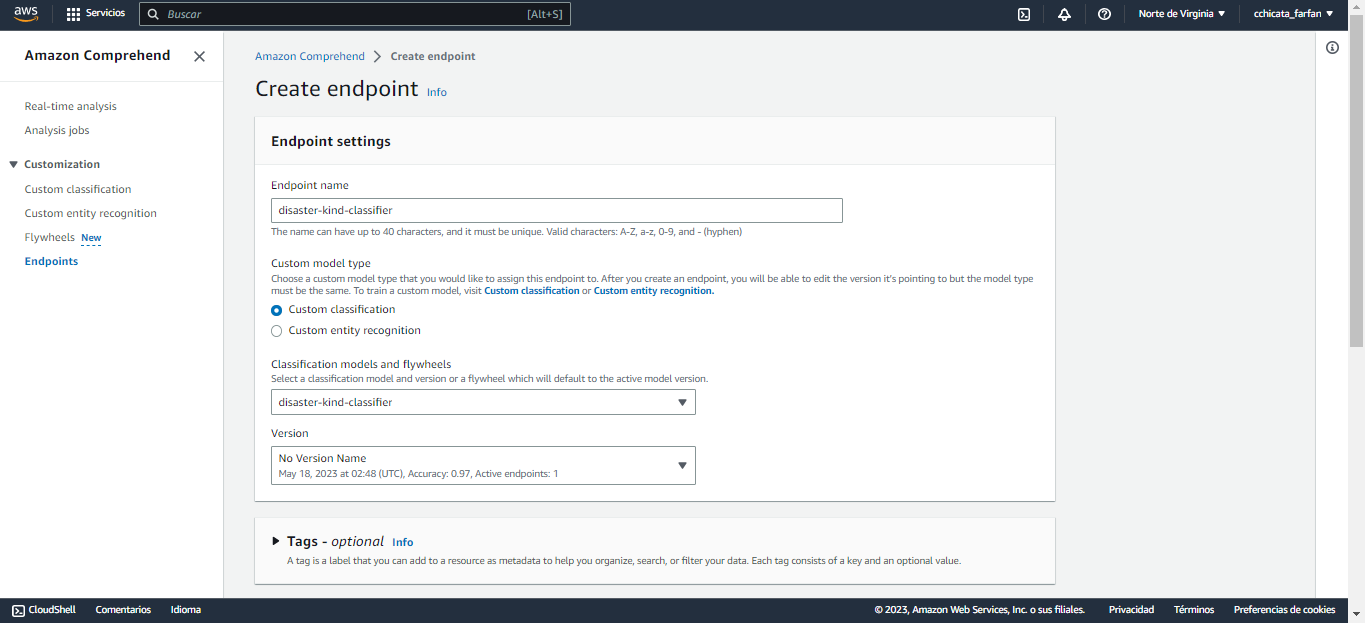 aws
Servicios
Buscar
[Alt+S]
Norte de Virginia
cchicata_farfan
Amazon Comprehend
Real-time analysis
Analysis jobs
Customization
Custom classification
Custom entity recognition
Flywheels New
Endpoints
Amazon Comprehend > Create endpoint
Create endpoint Info
Endpoint settings
Endpoint name
disaster-kind-classifier
The name can have up to 40 characters, and it must be unique. Valid characters: A-Z, a-z, 0-9, and - (hyphen)
Custom model type
Choose a custom model type that you would like to assign this endpoint to. After you create an endpoint, you will be able to edit the version it's pointing to but the model type
must be the same. To train a custom model, visit Custom classification or Custom entity recognition.
Custom classification
Custom entity recognition
Classification models and flywheels
Select a classification model and version or a flywheel which will default to the active model version.
disaster-kind-classifier
Version
No Version Name
May 18, 2023 at 02:48 (UTC), Accuracy: 0.97, Active endpoints: 1
Tags - optional Info
A tag is a label that you can add to a resource as metadata to help you organize, search, or filter your data. Each tag consists of a key and an optional value.
CloudShell
Comentarios
Idioma
© 2023, Amazon Web Services, Inc. o sus filiales.
Privacidad
Términos
Preferencias de cookies